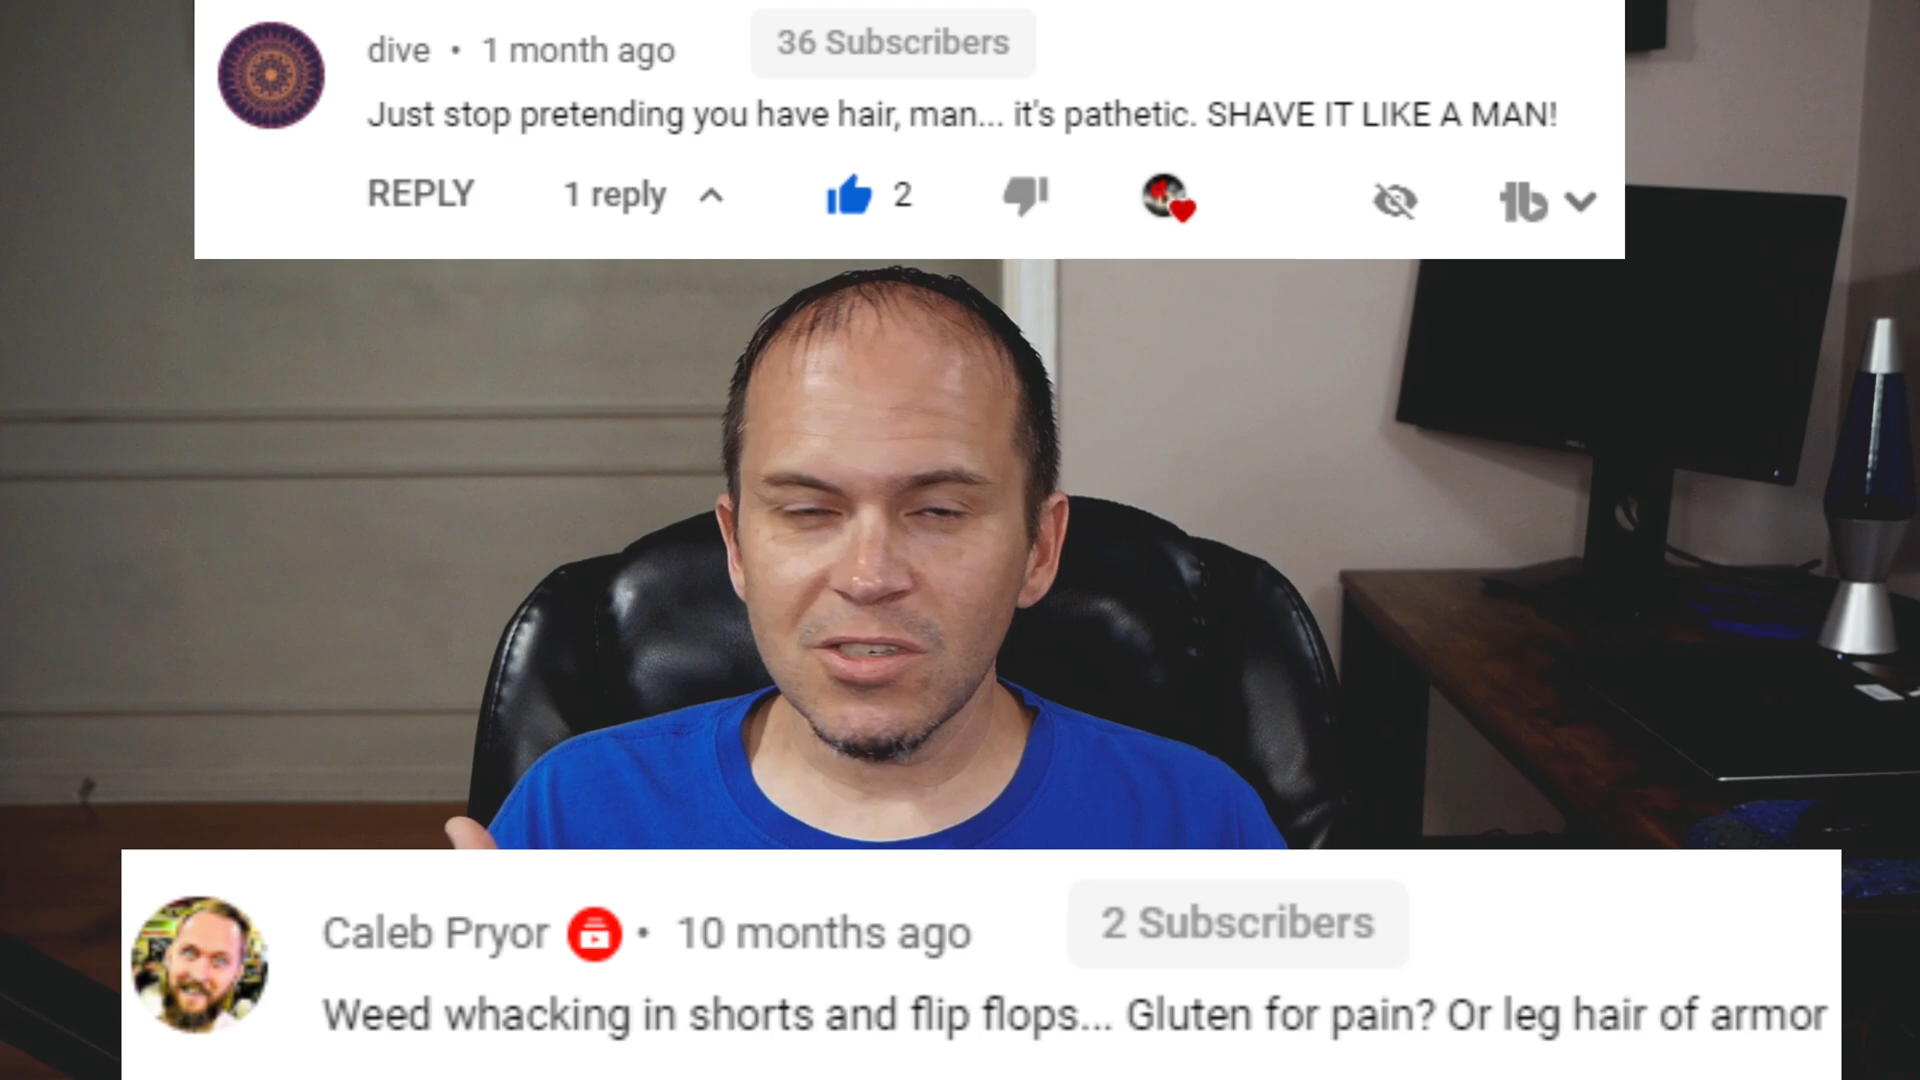 dive • 1 month ago 36 Subscribers
Just stop pretending you have hair, man... it's pathetic. SHAVE IT LIKE A MAN!
REPLY 1 reply 2
Caleb Pryor • 10 months ago 2 Subscribers
Weed whacking in shorts and flip flops... Gluten for pain? Or leg hair of armor